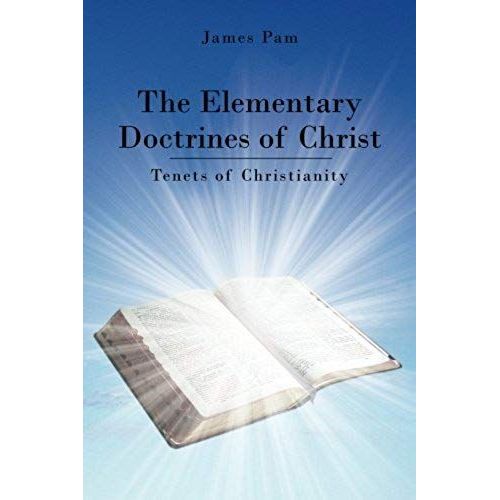 James Pam
The Elementary
Doctrines of Christ
Tenets of Christianity